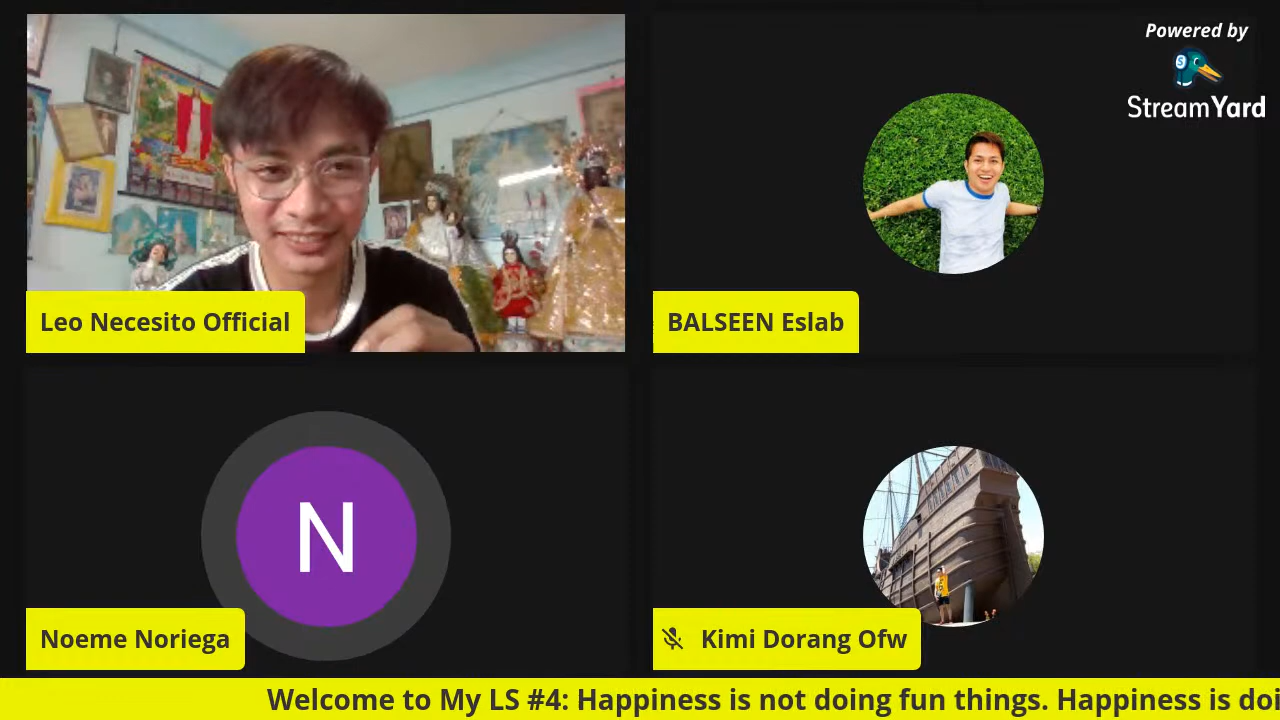 Powered by
StreamYard
Leo Necesito Official
BALSEEN Eslab
N
Noeme Noriega
Kimi Dorang Ofw
Welcome to My LS #4: Happiness is not doing fun things. Happiness is doi